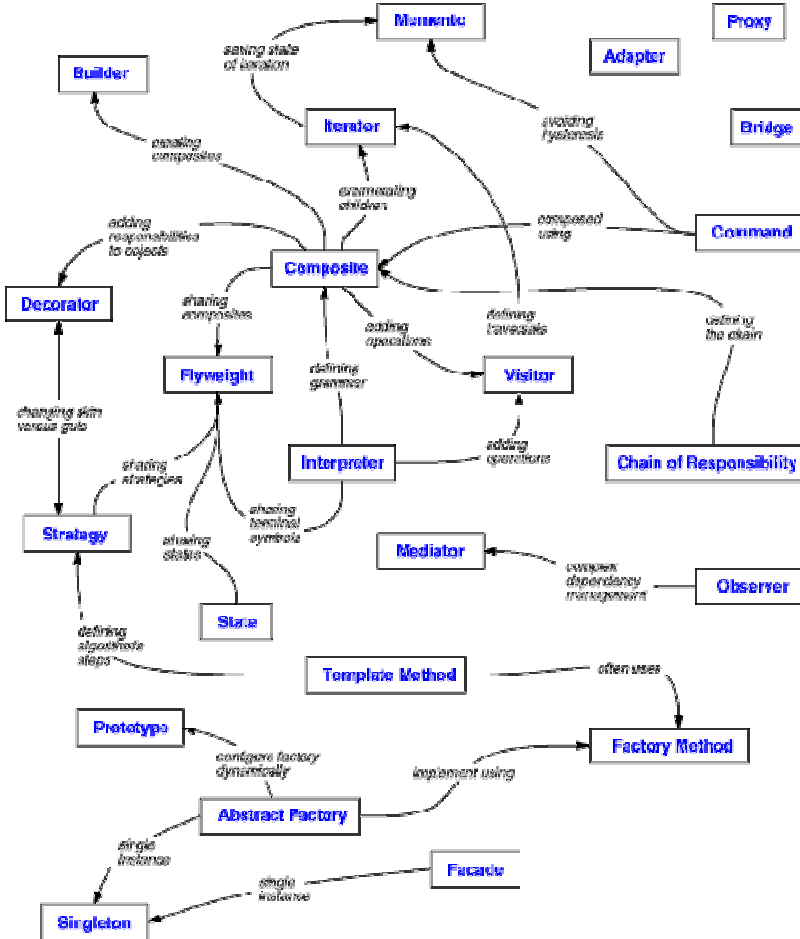 Memento
Proxy
saving state
of iteration
Adapter
Builder
Iterator
avoiding
hysteresis
Bridge
creating
composites
enumerating
children
adding
responsibilities
to objects
composed
using
Command
Composite
Decorator
sharing
composites
adding
operations
defining
traversals
defining
the chain
defining
grammar
Flyweight
Visitor
changing skin
versus guts
adding
operations
sharing
strategies
Interpreter
Chain of Responsibility
sharing
terminal
symbols
Strategy
sharing
states
Mediator
complex
dependency
management
Observer
State
defining
algorithm's
steps
Template Method
often uses
Prototype
Factory Method
configure factory
dynamically
implement using
Abstract Factory
single
instance
Facade
single
instance
Singleton